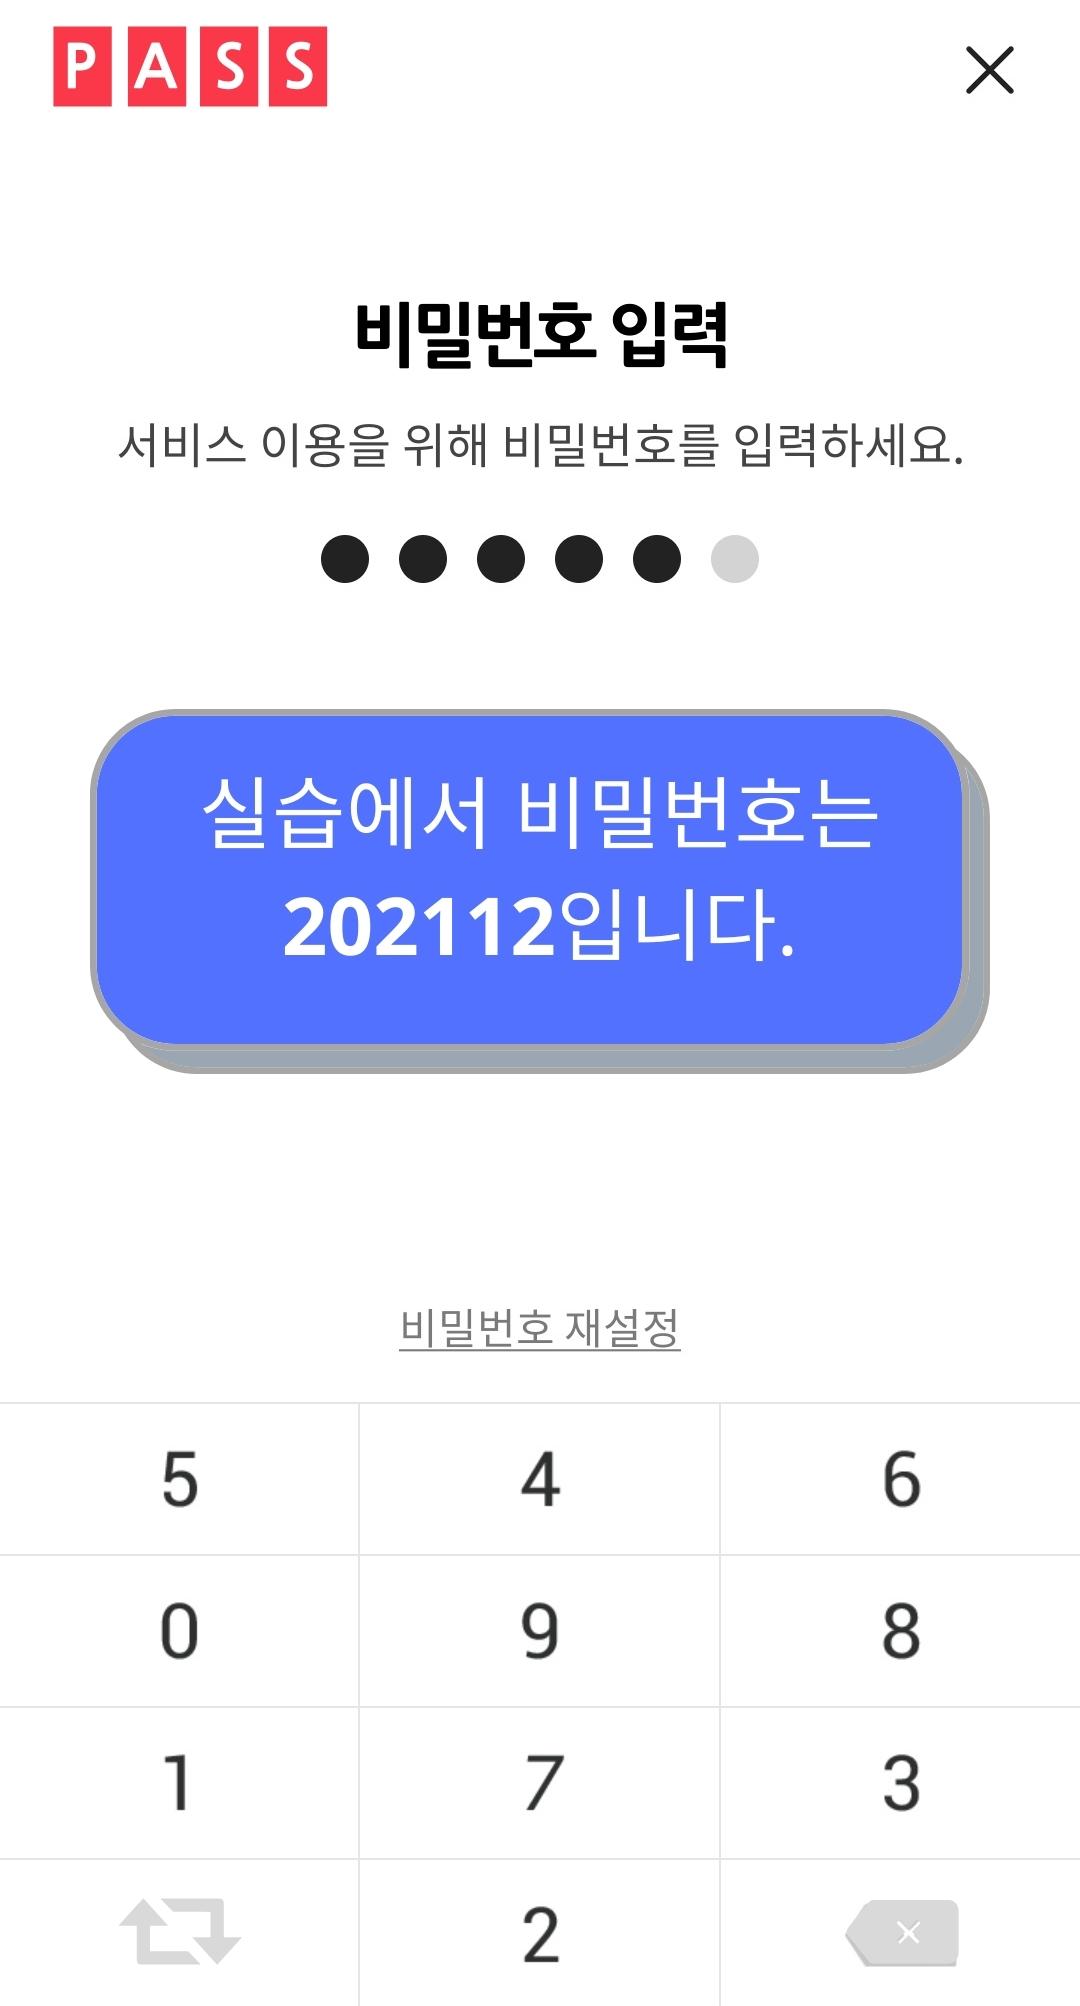 PASS
비밀번호 입력
서비스 이용을 위해 비밀번호를 입력하세요.
실습에서 비밀번호는
202112입니다.
비밀번호 재설정
5 4 6
0 9 8
1 7 3
2